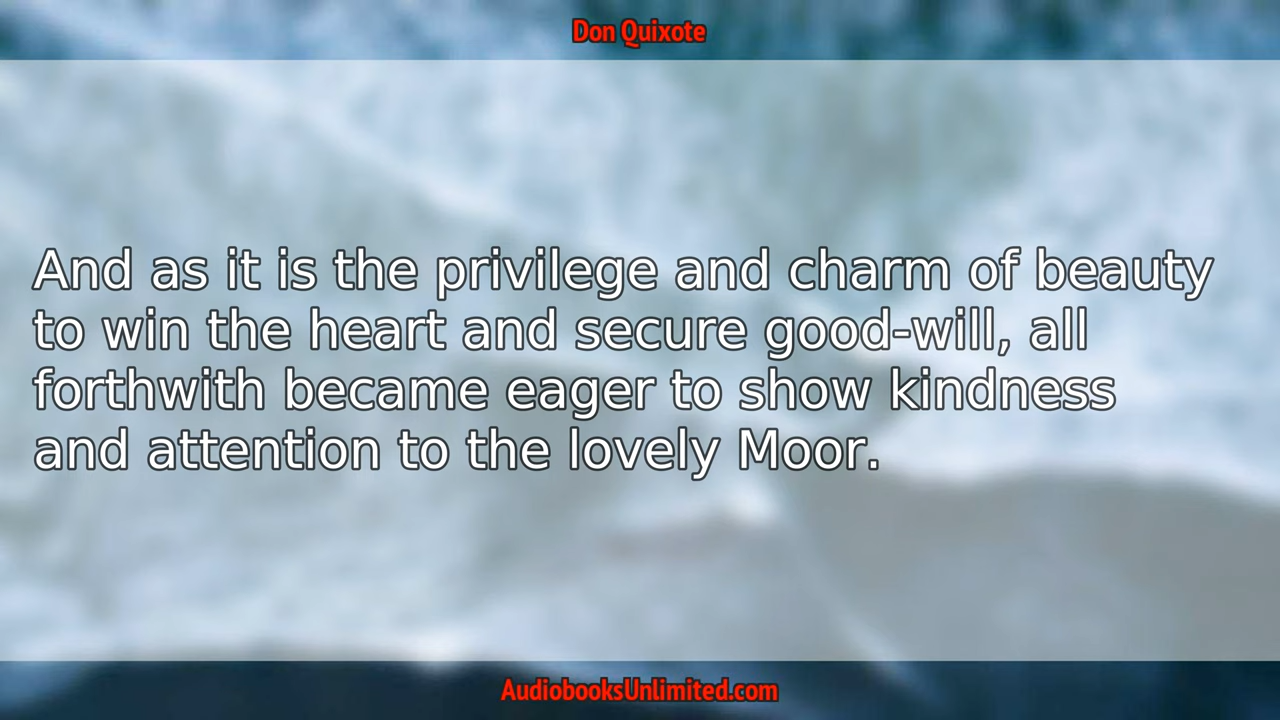 Don Quixote
And as it is the privilege and charm of beauty
to win the heart and secure good-will, all
forthwith became eager to show kindness
and attention to the lovely Moor.
AudiobooksUnlimited.com